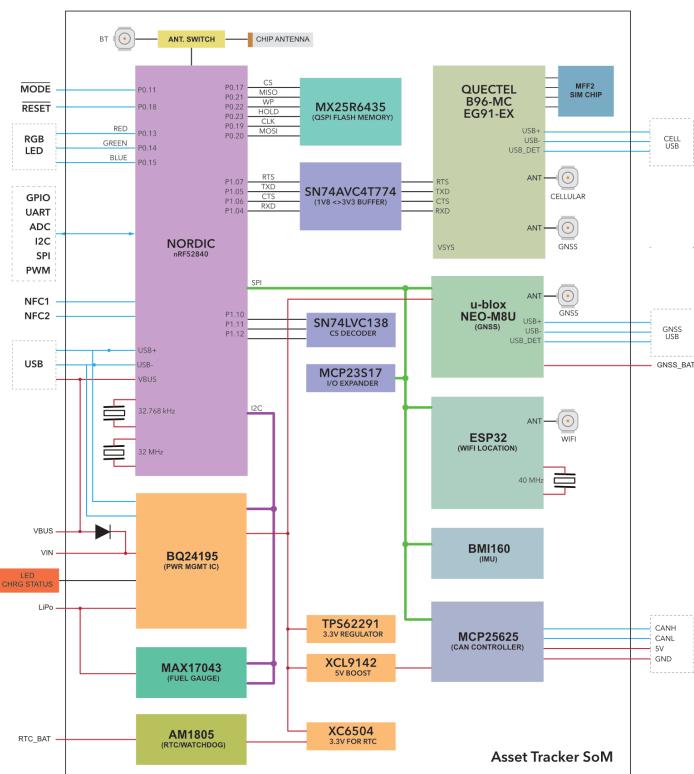 BT
ANT. SWITCH
CHIP ANTENNA
MODE
RESET
RGB
LED
RED
GREEN
BLUE
P0.11
P0.18
P0.13
P0.14
P0.15
GPIO
UART
ADC
I2C
SPI
PWM
NFC1
NFC2
USB
USB+
USB-
VBUS
32.768 kHz
32 MHz
NORDIC
nRF52840
P0.17
P0.21
P0.22
P0.23
P0.19
P0.20
CS
MISO
WP
HOLD
CLK
MOSI
MX25R6435
(QSPI FLASH MEMORY)
P1.07
P1.05
P1.06
P1.04
RTS
TXD
CTS
RXD
SN74AVC4T774
(1V8 <>3V3 BUFFER)
RTS
TXD
CTS
RXD
VSYS
QUECTEL
B96-MC
EG91-EX
MFF2
SIM CHIP
USB+
USB-
USB_DET
CELL
USB
ANT
CELLULAR
ANT
GNSS
SPI
P1.10
P1.11
P1.12
SN74LVC138
CS DECODER
MCP23S17
I/O EXPANDER
u-blox
NEO-M8U
(GNSS)
ANT
GNSS
USB+
USB-
USB_DET
GNSS
USB
GNSS_BAT
I2C
ESP32
(WIFI LOCATION)
ANT
WIFI
40 MHz
VBUS
VIN
LED
CHRG STATUS
LiPo
BQ24195
(PWR MGMT IC)
BMI160
(IMU)
TPS62291
3.3V REGULATOR
XCL9142
5V BOOST
MCP25625
(CAN CONTROLLER)
CANH
CANL
5V
GND
MAX17043
(FUEL GAUGE)
RTC_BAT
AM1805
(RTC/WATCHDOG)
XC6504
3.3V FOR RTC
Asset Tracker SoM